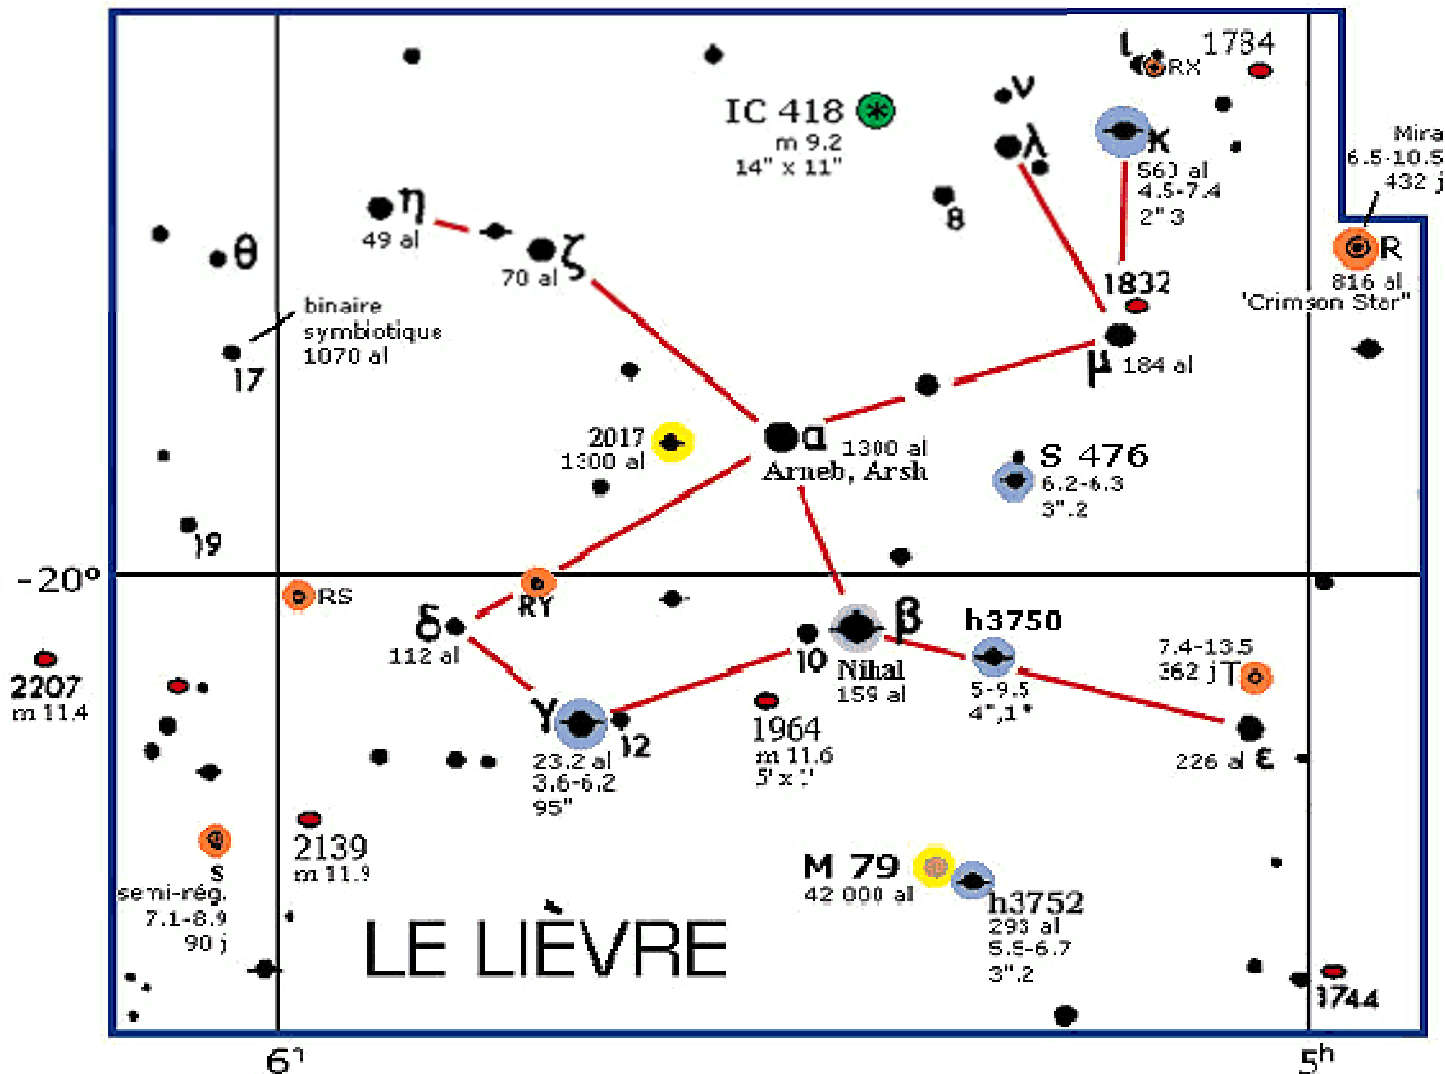 ι
RX
1784
ν
IC 418
m 9.2
14" x 11"
λ
κ
560 al
4.5-7.4
2" 3
Mira
6.5-10.5
432 j
η
49 al
8
θ
ζ
70 al
R
816 al
"Crimson Star"
1832
binaire
symbiotique
1070 al
17
μ
184 al
2017
1300 al
α
1300 al
Arneb, Arsh
S 476
6.2-6.3
3".2
19
-20°
RS
RY
δ
112 al
β
10
Nihal
159 al
h3750
5-9.5
7.4-13.5
362 j
T
2207
m 11.4
γ
12
23.2 al
3.6-6.2
95"
1964
m 11.6
226 al
ε
2139
s
semi-rég.
7.1-8.9
90 j
M 79
42 000 al
h3752
293 al
5.5-6.7
3".2
LE LIÈVRE
1744
6h
5h